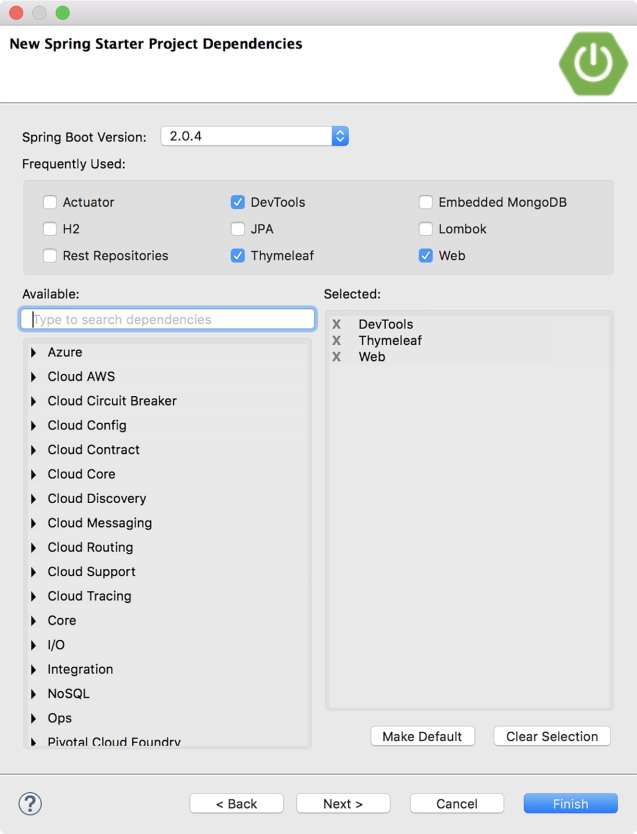 New Spring Starter Project Dependencies
Spring Boot Version: 2.0.4
Frequently Used:
Actuator DevTools Embedded MongoDB
H2 JPA Lombok
Rest Repositories Thymeleaf Web
Available: Selected:
Type to search dependencies
X DevTools
X Thymeleaf
X Web
Azure
Cloud AWS
Cloud Circuit Breaker
Cloud Config
Cloud Contract
Cloud Core
Cloud Discovery
Cloud Messaging
Cloud Routing
Cloud Support
Cloud Tracing
Core
I/O
Integration
NoSQL
Ops
Pivotal Cloud Foundry
Make Default Clear Selection
? < Back Next > Cancel Finish